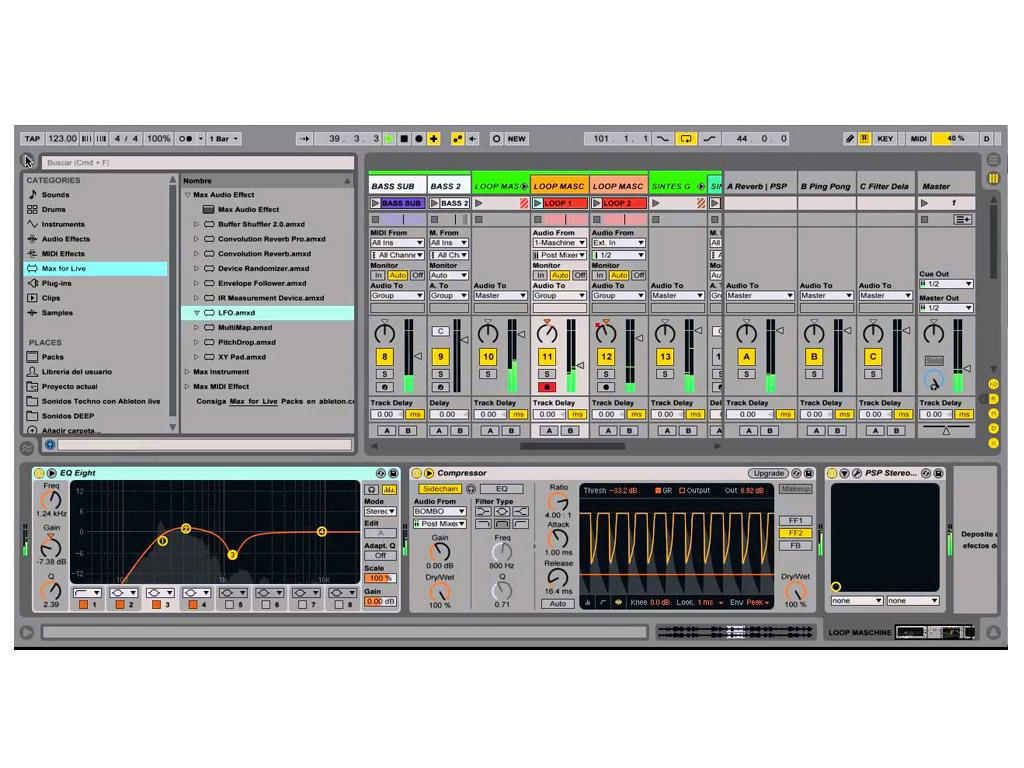 TAP 123.00 4 / 4 100% 1 Bar 39. 3. 3 NEW 101. 1. 1 44. 0. 0 KEY MIDI 40 % D
Buscar (Cmd + F)
CATEGORIES
Sounds
Drums
Instruments
Audio Effects
MIDI Effects
Max for Live
Plug-ins
Clips
Samples
PLACES
Packs
Librería del usuario
Proyecto actual
Sonidos Techno con Ableton live
Sonidos DEEP
Añadir carpeta...
Nombre
Max Audio Effect
Max Audio Effect
Buffer Shuffler 2.0.amxd
Convolution Reverb Pro.amxd
Convolution Reverb.amxd
Device Randomizer.amxd
Envelope Follower.amxd
IR Measurement Device.amxd
LFO.amxd
MultiMap.amxd
PitchDrop.amxd
XY Pad.amxd
Max Instrument
Max MIDI Effect
Consiga Max for Live Packs en ableton.c
BASS SUB BASS 2 LOOP MAS LOOP MASC LOOP MASC SINTES G SIN A Reverb | PSP B Ping Pong C Filter Dela Master
BASS SUB BASS 2 LOOP 1 LOOP 2 1
MIDI From M. From Audio From Audio From M.
All Ins All Ins 1-Maschine Ext. In All
All Channe All Ch Post Mixer 1/2
Monitor Monitor Monitor Monitor
In Auto Off Auto In Auto Off In Auto Off
Cue Out
1/2
Audio To A. To Audio To Audio To Audio To Audio To A. Audio To Audio To Audio To Master Out
Group Group Master Group Group Master Master Master Master 1/2
C
8 9 10 11 12 13 1 A B C Solo
S S S S S S S S S
Track Delay Track Delay Track Delay Track Delay Track Delay Track Delay Track Delay Track Delay Track Delay
0.00 ms 0.00 0.00 ms 0.00 ms 0.00 ms 0.00 ms 0.00 ms 0.00 ms 0.00 ms 0.00 ms
A B A B A B A B A B A B A B A B A B
EQ Eight
Freq
1.24 kHz
Gain
-7.38 dB
Q
2.39
12
6
0
-6
-12
100 1K 10K
1 2 3 4
1 2 3 4 5 6 7 8
Mode
Stereo
Edit
A
Adapt. Q
Off
Scale
100 %
Gain
0.00 dB
Compressor Upgrade
Sidechain EQ
Audio From Filter Type
BOMBO
Post Mixer
Gain Freq
0.00 dB 800 Hz
Dry/Wet Q
100 % 0.71
Ratio
4.00 : 1
Attack
1.00 ms
Release
16.4 ms
Auto
Thresh -33.2 dB GR Output Out 8.92 dB
Knee 0.0 dB Look. 1 ms Env Peak
Makeup
FF1
FF2
FB
Dry/Wet
100 %
PSP Stereo...
none none
Deposite a
efectos de
LOOP MASCHINE